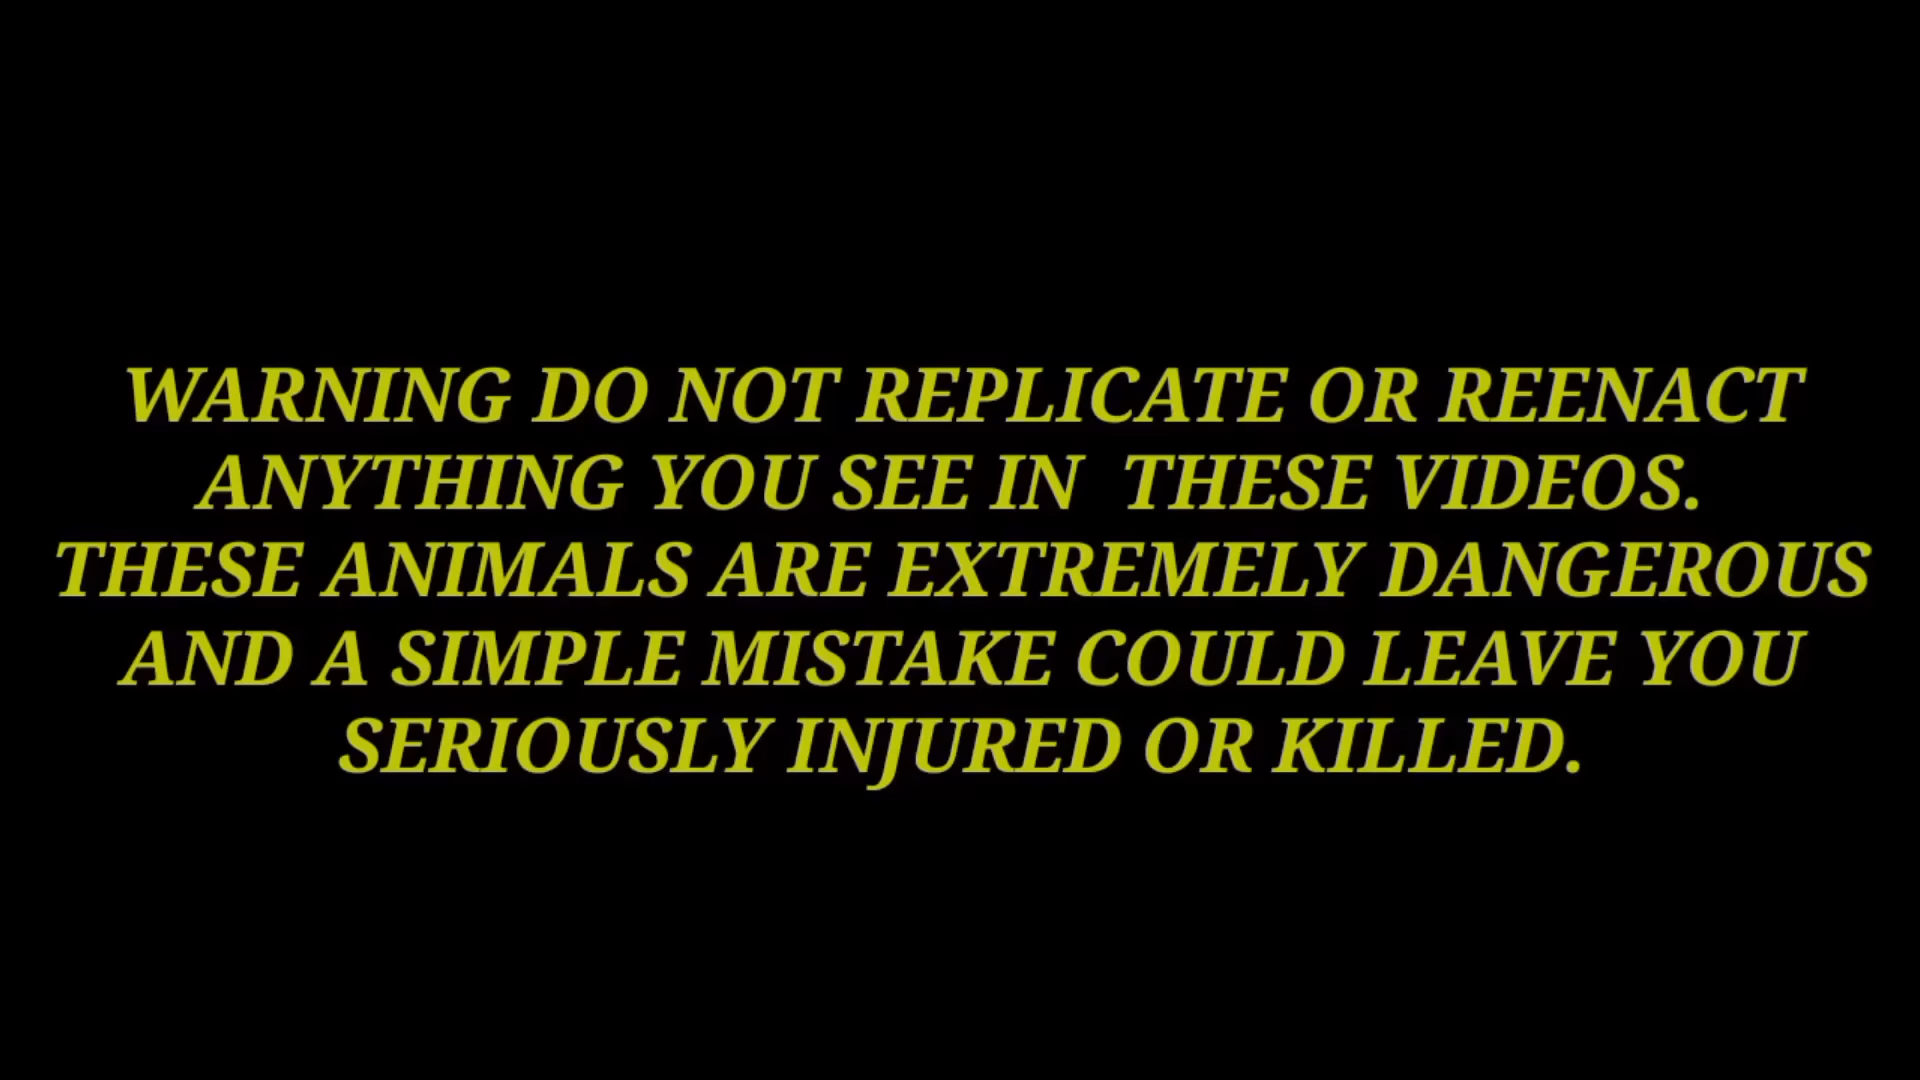 WARNING DO NOT REPLICATE OR REENACT
ANYTHING YOU SEE IN  THESE VIDEOS.
THESE ANIMALS ARE EXTREMELY DANGEROUS
AND A SIMPLE MISTAKE COULD LEAVE YOU
SERIOUSLY INJURED OR KILLED.